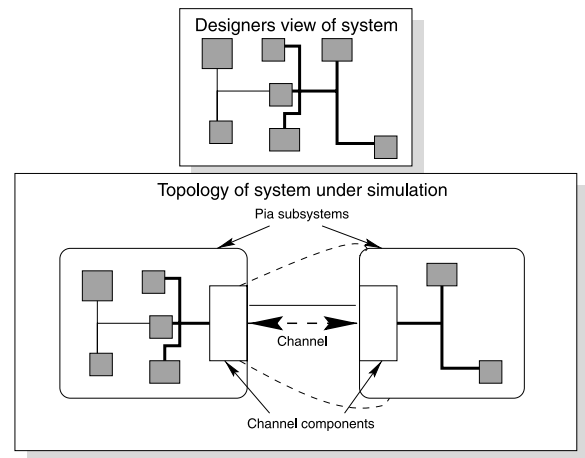 Designers view of system
Topology of system under simulation
Pia subsystems
Channel
Channel components